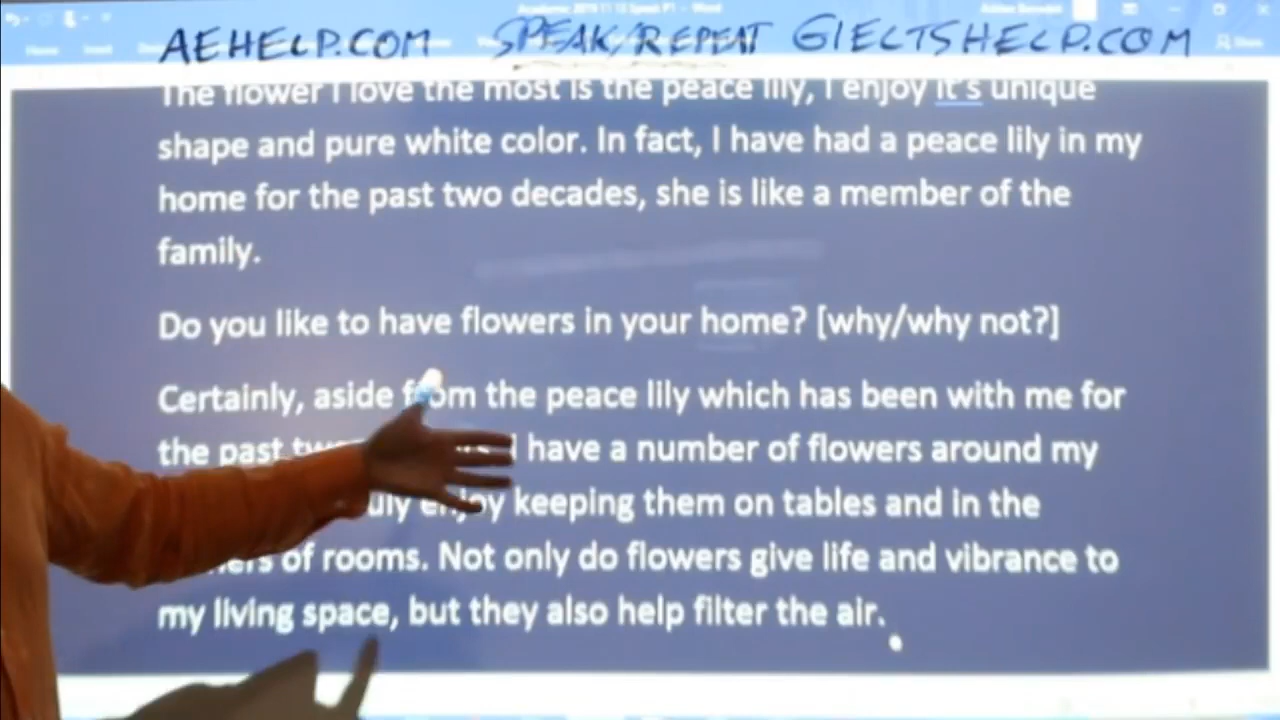 AEHELP.COM SPEAK/REPEAT GIELTSHELP.COM
The flower I love the most is the peace lily, I enjoy it's unique
shape and pure white color. In fact, I have had a peace lily in my
home for the past two decades, she is like a member of the
family.
Do you like to have flowers in your home? [why/why not?]
Certainly, aside from the peace lily which has been with me for
the past I have a number of flowers around my
enjoy keeping them on tables and in the
of rooms. Not only do flowers give life and vibrance to
my living space, but they also help filter the air.